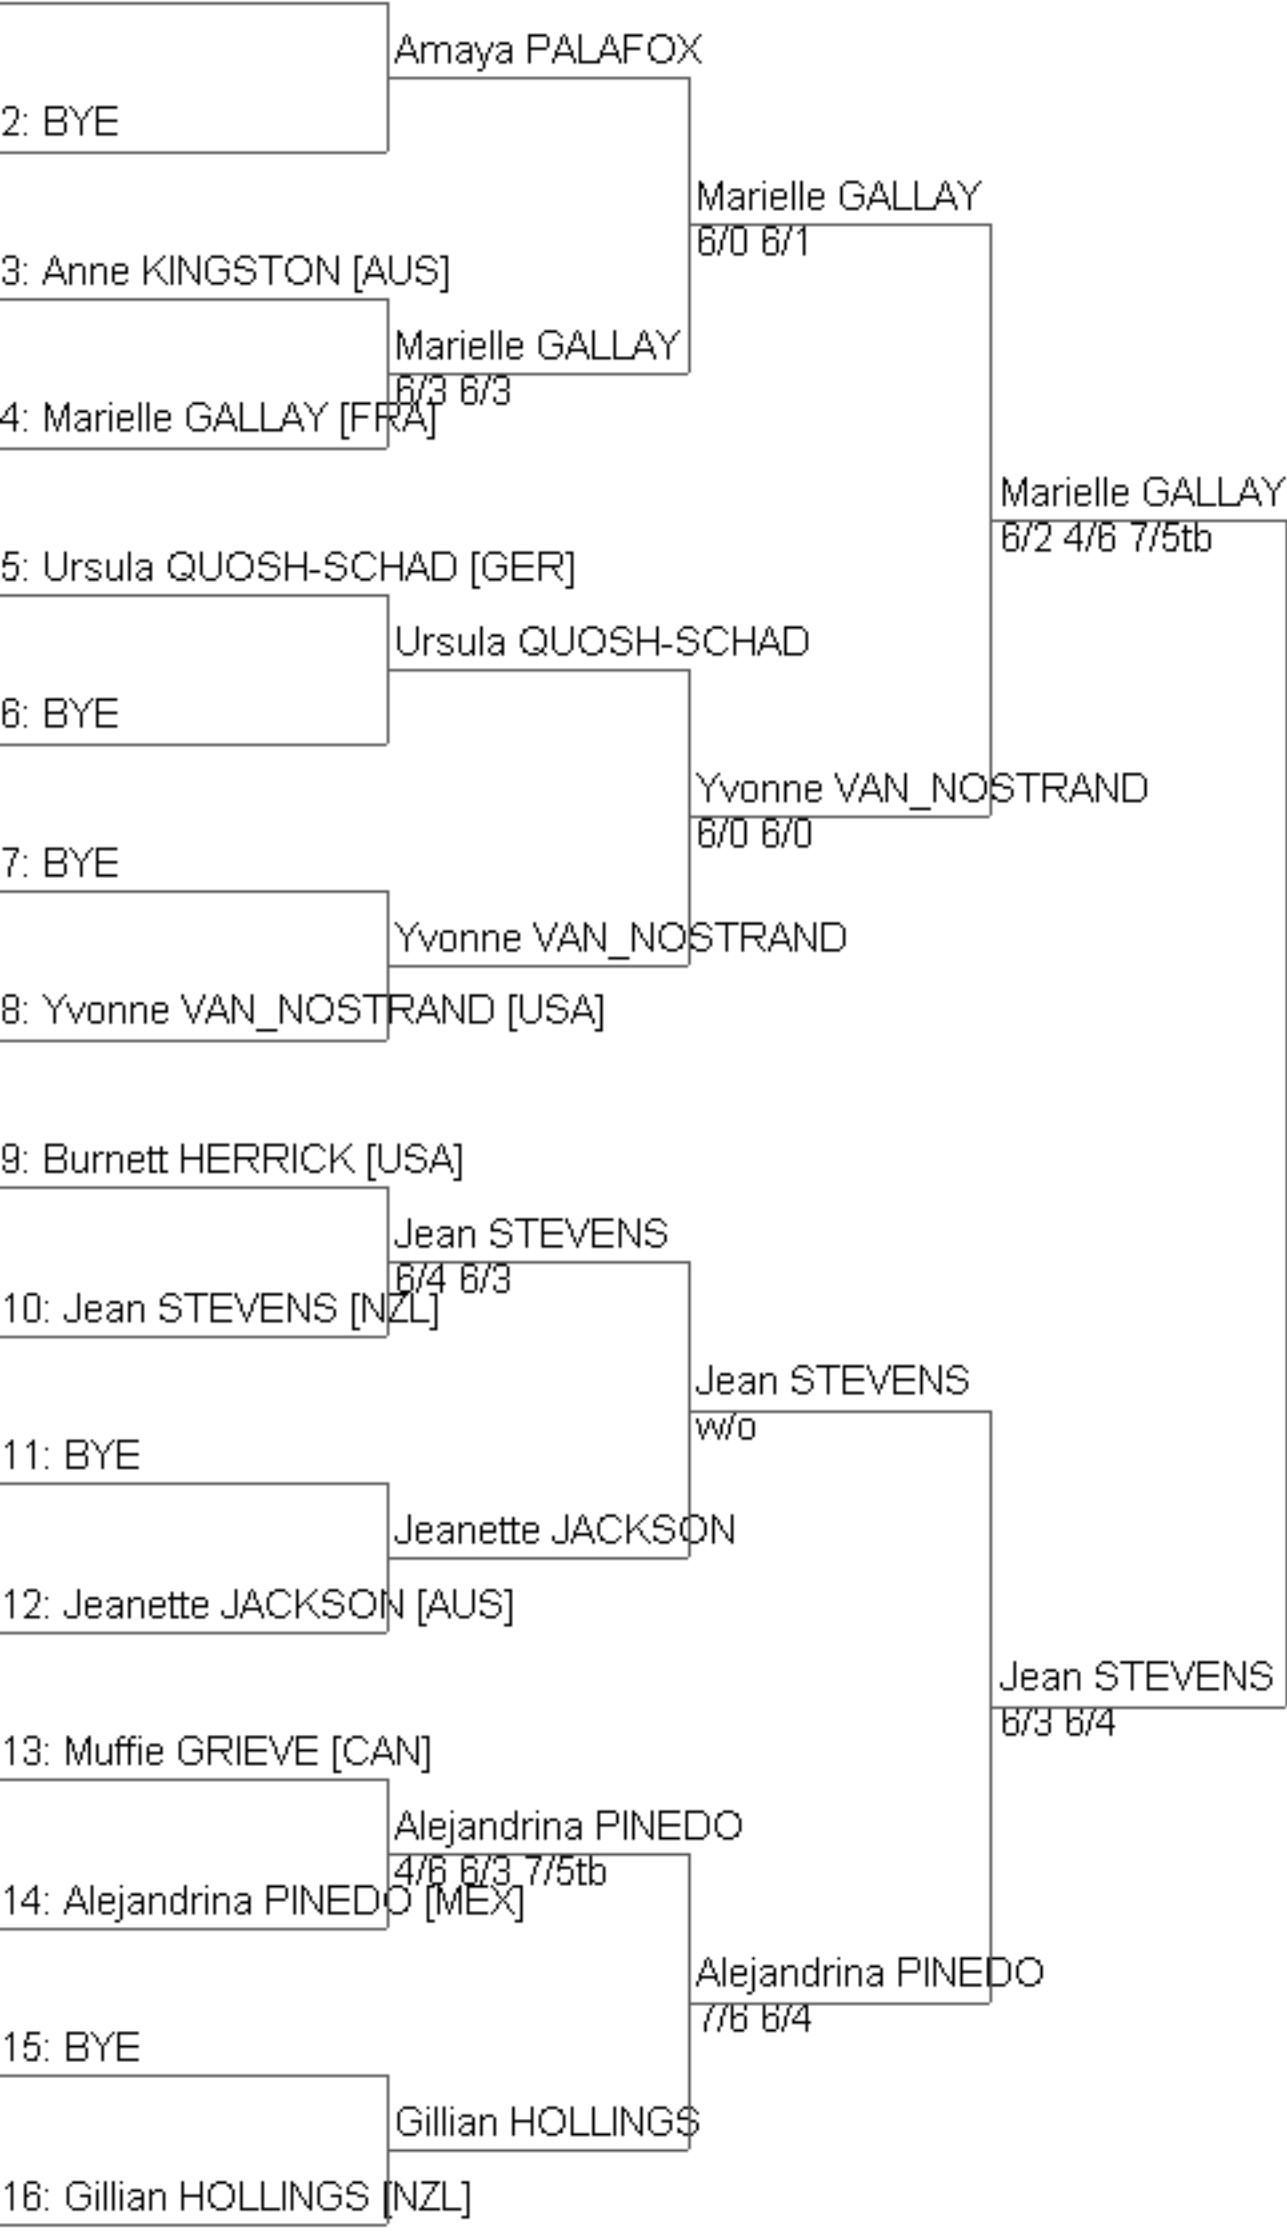 Amaya PALAFOX
2: BYE
Marielle GALLAY
6/0 6/1
3: Anne KINGSTON [AUS]
Marielle GALLAY
6/3 6/3
4: Marielle GALLAY [FRA]
Marielle GALLAY
6/2 4/6 7/5tb
5: Ursula QUOSH-SCHAD [GER]
Ursula QUOSH-SCHAD
6: BYE
Yvonne VAN_NOSTRAND
6/0 6/0
7: BYE
Yvonne VAN_NOSTRAND
8: Yvonne VAN_NOSTRAND [USA]
9: Burnett HERRICK [USA]
Jean STEVENS
6/4 6/3
10: Jean STEVENS [NZL]
Jean STEVENS
w/o
11: BYE
Jeanette JACKSON
12: Jeanette JACKSON [AUS]
Jean STEVENS
6/3 6/4
13: Muffie GRIEVE [CAN]
Alejandrina PINEDO
4/6 6/3 7/5tb
14: Alejandrina PINEDO [MEX]
Alejandrina PINEDO
7/6 6/4
15: BYE
Gillian HOLLINGS
16: Gillian HOLLINGS [NZL]